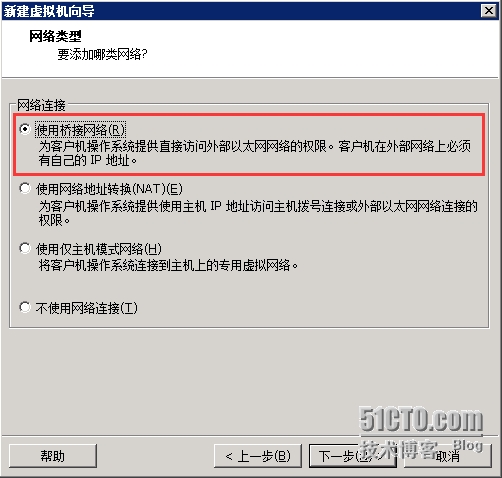 新建虚拟机向导
网络类型
要添加哪类网络?
网络连接
使用桥接网络(R)
为客户机操作系统提供直接访问外部以太网网络的权限。客户机在外部网络上必须
有自己的 IP 地址。
使用网络地址转换(NAT)(E)
为客户机操作系统提供使用主机 IP 地址访问主机拨号连接或外部以太网网络连接的
权限。
使用仅主机模式网络(H)
将客户机操作系统连接到主机上的专用虚拟网络。
不使用网络连接(T)
51CTO.com
技术博客 Blog
帮助
< 上一步(B)
下一步(
取消